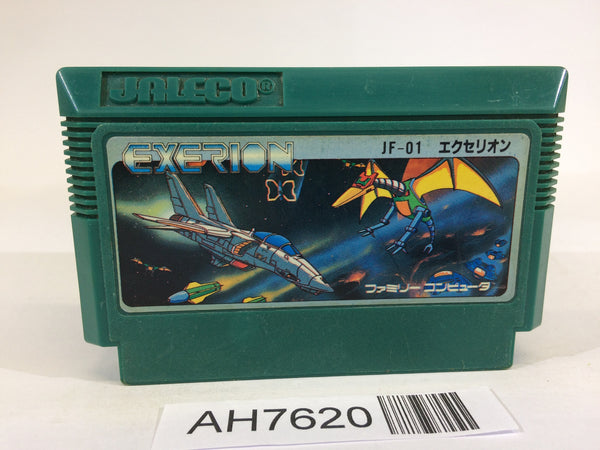 JALECO®
EXERION
JF-01 エクセリオン
ファミリーコンピュータ
AH7620